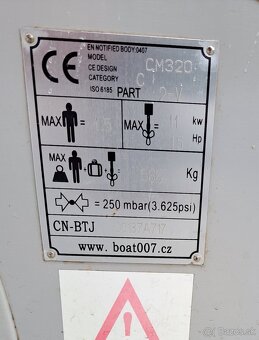 EN NOTIFIED BODY:0407
MODEL CM320
CE CE DESIGN
CATEGORY C
ISO 6185 PART
MAX = kw
MAX = Hp
MAX = Kg
= 250 mbar(3.625psi)
CN-BTJ
www. boat007.cz